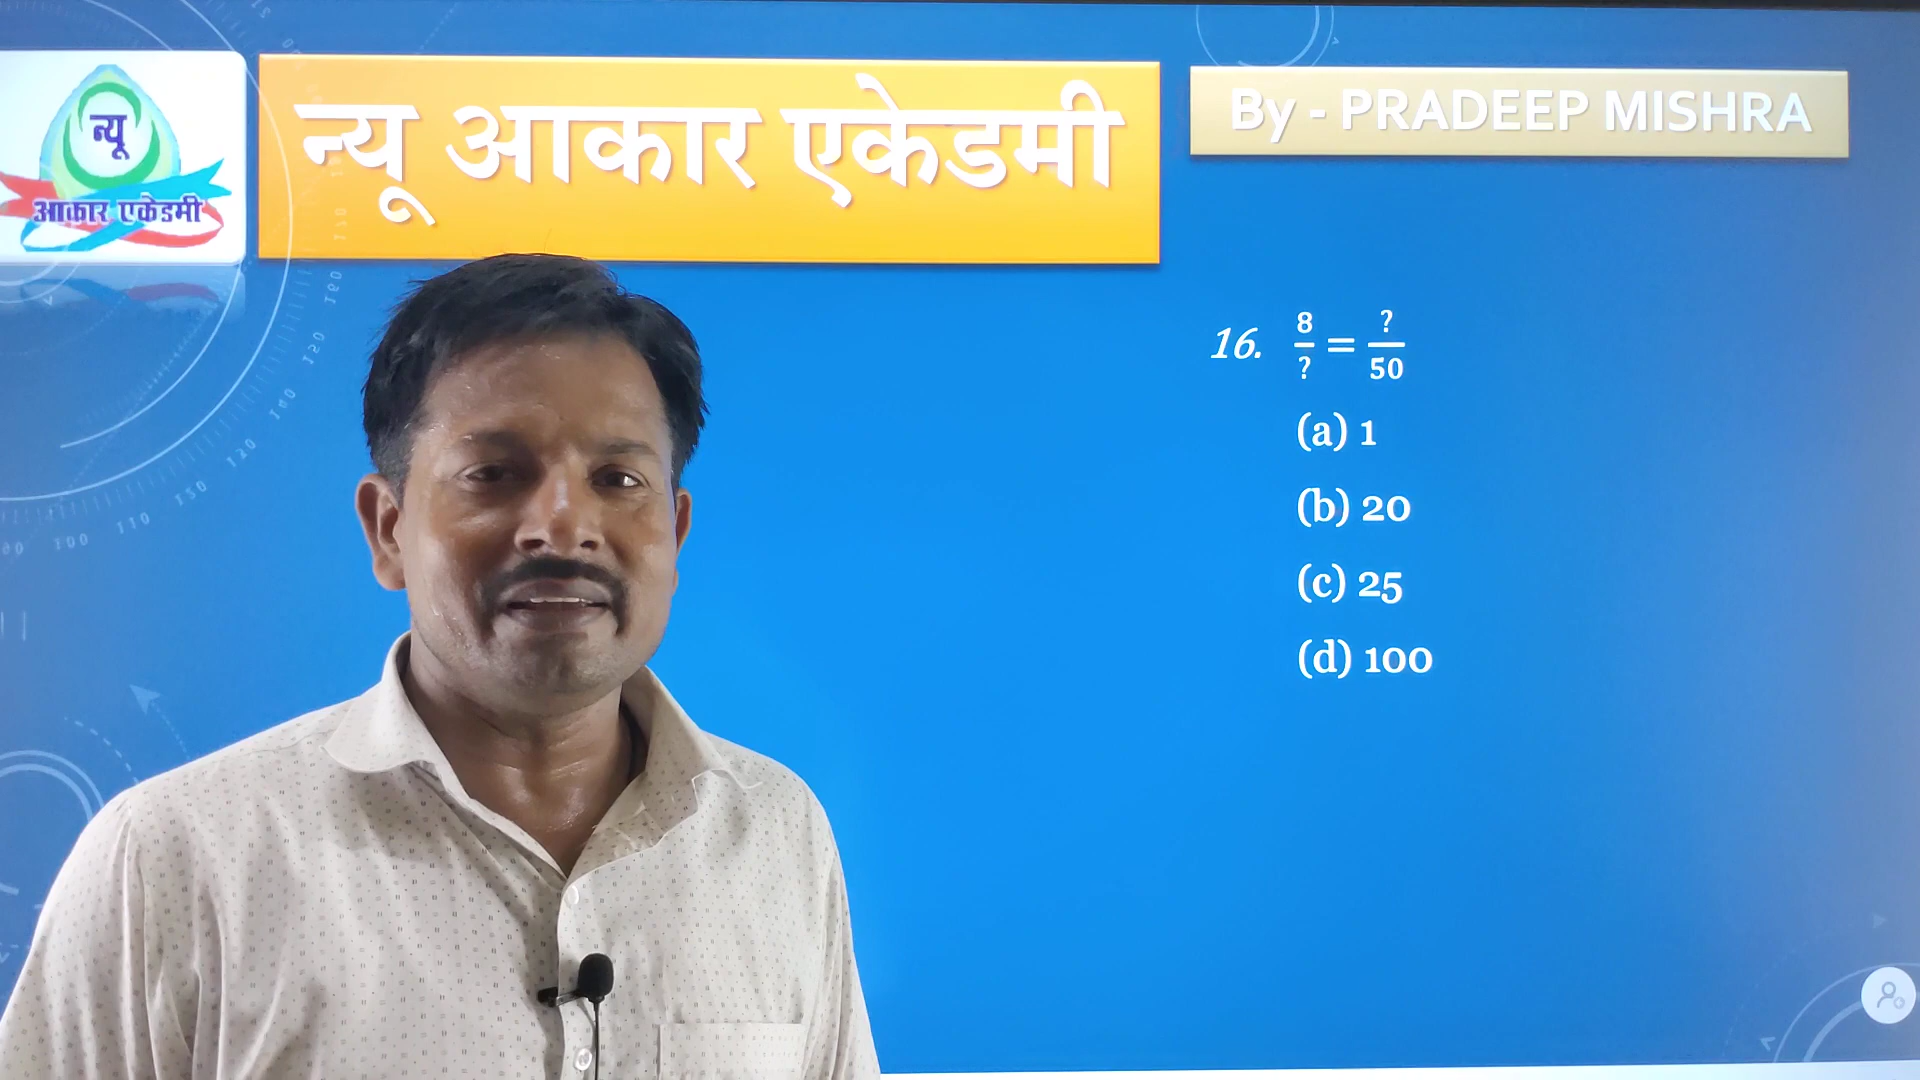 न्यू
आकार एकेडमी
न्यू आकार एकेडमी
By - PRADEEP MISHRA
16. 8/? = ?/50
(a) 1
(b) 20
(c) 25
(d) 100